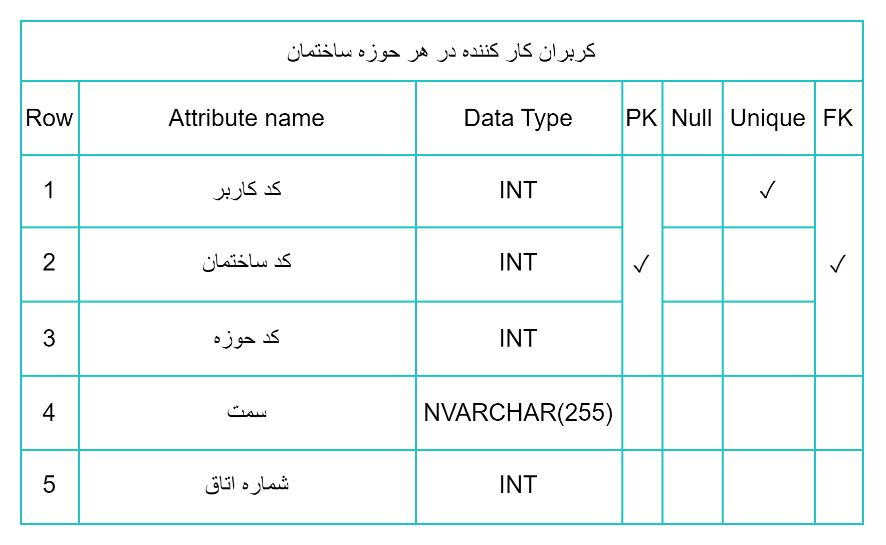 کربران کار کننده در هر حوزه ساختمان
Row Attribute name Data Type PK Null Unique FK
1 کد کاربر INT ✓
2 کد ساختمان INT ✓ ✓
3 کد حوزه INT
4 سمت NVARCHAR(255)
5 شماره اتاق INT